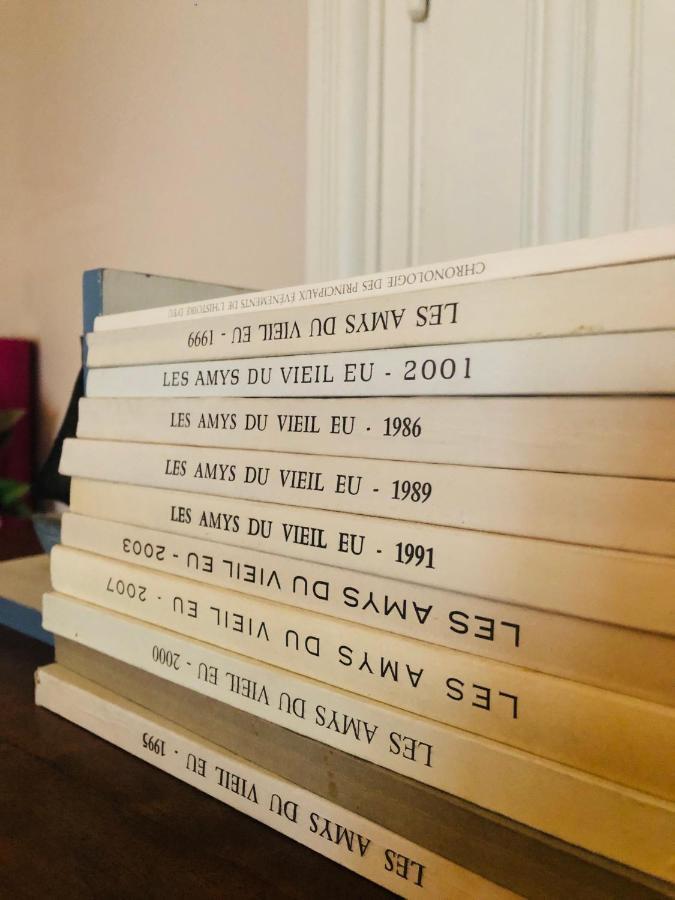 CHRONOLOGIE DES PRINCIPAUX ÉVÉNEMENTS DE L'HISTOIRE D'EU
LES AMYS DU VIEIL EU - 1999
LES AMYS DU VIEIL EU - 2001
LES AMYS DU VIEIL EU - 1986
LES AMYS DU VIEIL EU - 1989
LES AMYS DU VIEIL EU - 1991
LES AMYS DU VIEIL EU - 2003
LES AMYS DU VIEIL EU - 2007
LES AMYS DU VIEIL EU - 2000
LES AMYS DU VIEIL EU - 1995